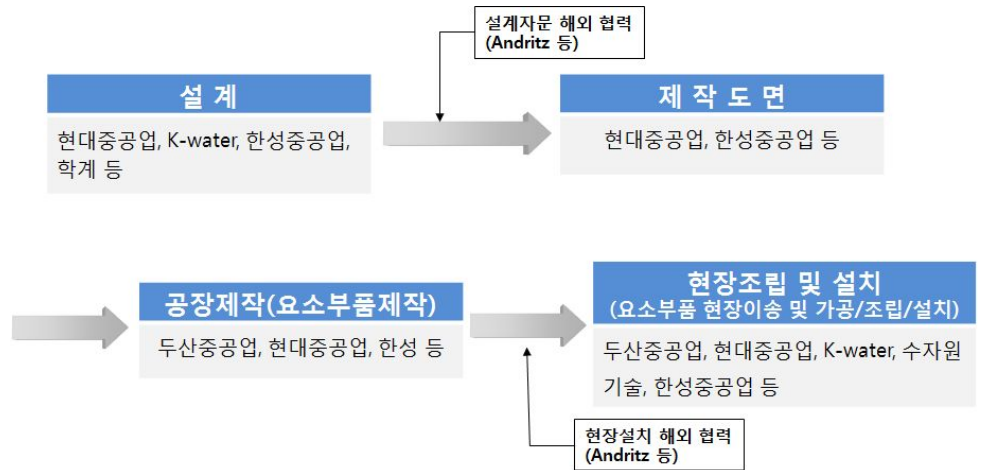 설계자문 해외 협력
(Andritz 등)
설 계
현대중공업, K-water, 한성중공업,
학계 등
제 작 도 면
현대중공업, 한성중공업 등
공장제작(요소부품제작)
두산중공업, 현대중공업, 한성 등
현장조립 및 설치
(요소부품 현장이송 및 가공/조립/설치)
두산중공업, 현대중공업, K-water, 수자원
기술, 한성중공업 등
현장설치 해외 협력
(Andritz 등)